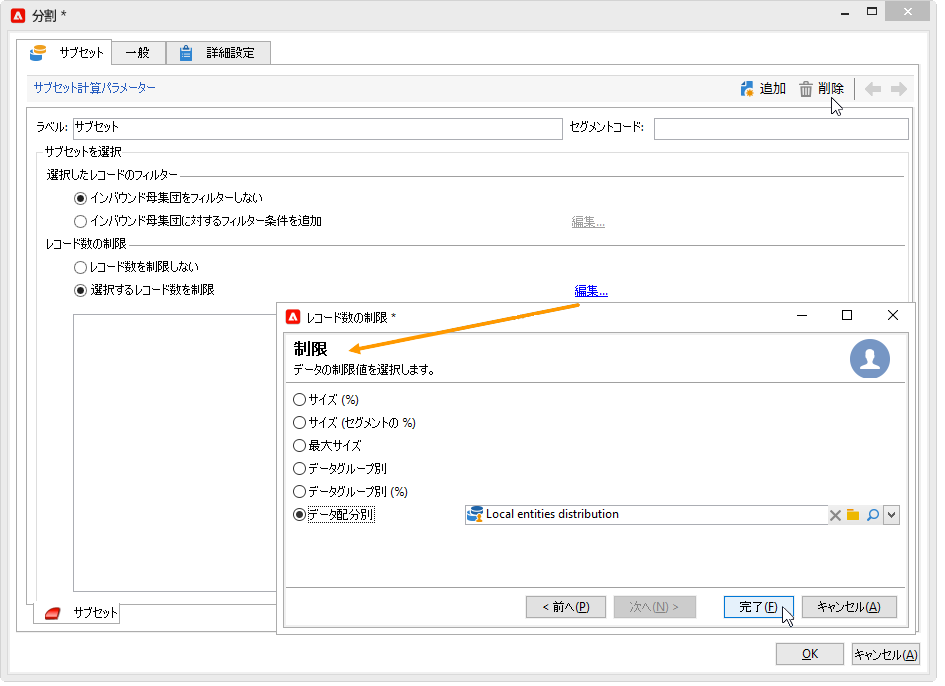 分割 *
サブセット 一般 詳細設定
サブセット計算パラメーター 追加 削除
ラベル: サブセット セグメントコード:
サブセットを選択
選択したレコードのフィルター
インバウンド母集団をフィルターしない
インバウンド母集団に対するフィルター条件を追加 編集...
レコード数の制限
レコード数を制限しない
選択するレコード数を制限 編集...
レコード数の制限 *
制限
データの制限値を選択します。
サイズ (%)
サイズ (セグメントの %)
最大サイズ
データグループ別
データグループ別 (%)
データ配分別 Local entities distribution
< 前へ(P) 次へ(N) > 完了(F) キャンセル(A)
サブセット
OK キャンセル(A)